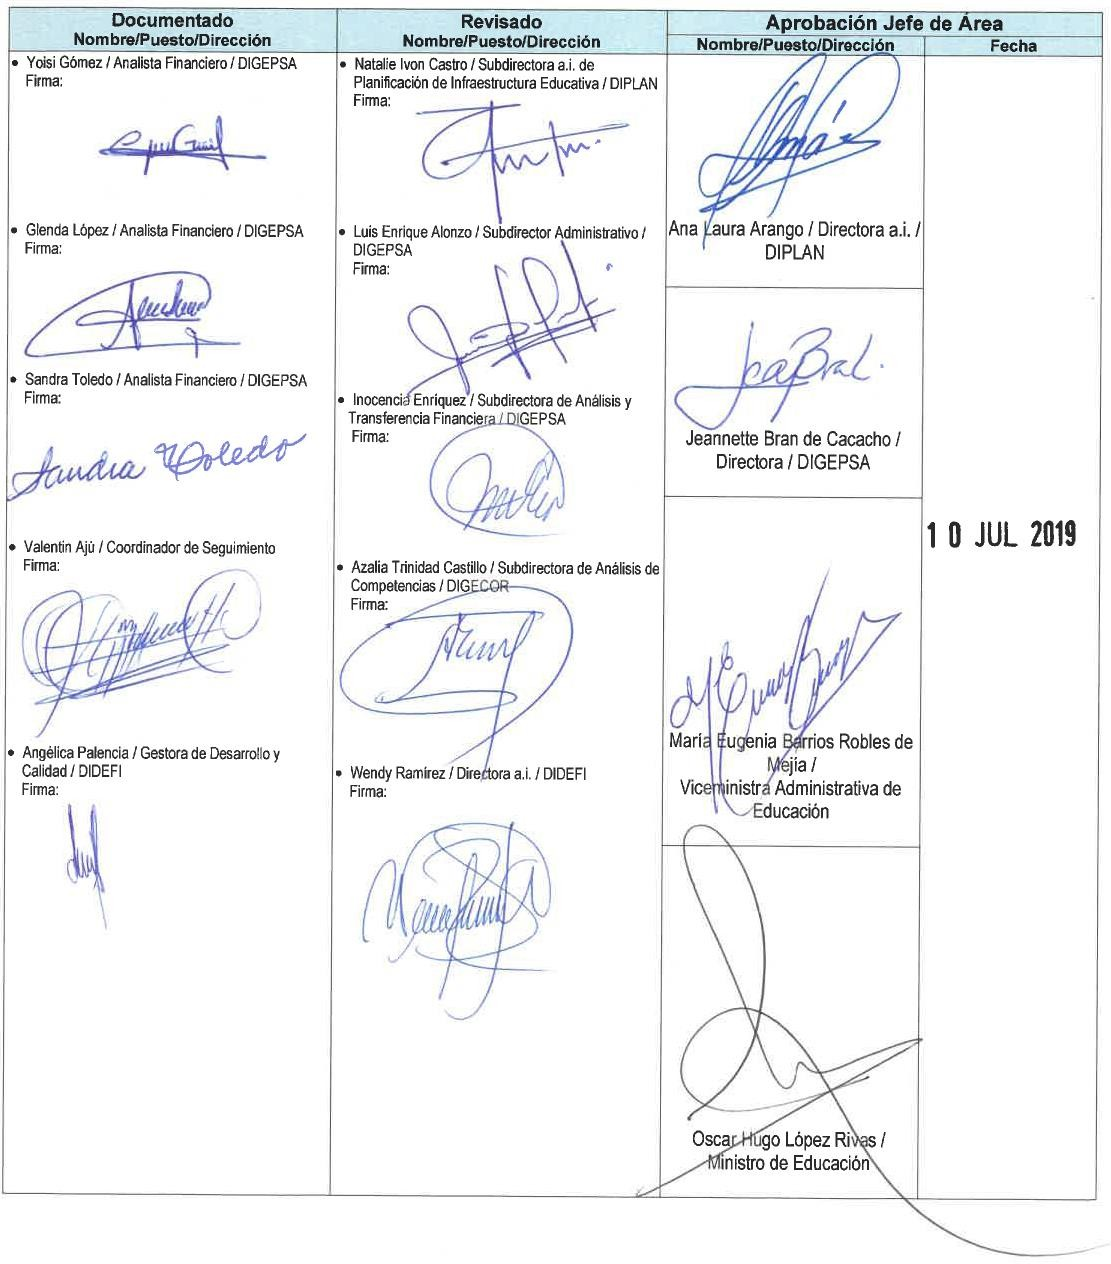 Documentado
Nombre/Puesto/Dirección
• Yoisi Gómez / Analista Financiero / DIGEPSA
Firma:
• Glenda López / Analista Financiero / DIGEPSA
Firma:
• Sandra Toledo / Analista Financiero / DIGEPSA
Firma:
Sandra Toledo
• Valentin Ajú / Coordinador de Seguimiento
Firma:
• Angélica Palencia / Gestora de Desarrollo y
Calidad / DIDEFI
Firma:
Revisado
Nombre/Puesto/Dirección
• Natalie Ivon Castro / Subdirectora a.i. de
Planificación de Infraestructura Educativa / DIPLAN
Firma:
• Luis Enrique Alonzo / Subdirector Administrativo /
DIGEPSA
Firma:
• Inocencia Enriquez / Subdirectora de Análisis y
Transferencia Financiera / DIGEPSA
Firma:
• Azalia Trinidad Castillo / Subdirectora de Análisis de
Competencias / DIGECOR
Firma:
• Wendy Ramírez / Directora a.i. / DIDEFI
Firma:
Aprobación Jefe de Área
Nombre/Puesto/Dirección
Ana Laura Arango / Directora a.i. /
DIPLAN
Jeannette Bran de Cacacho /
Directora / DIGEPSA
María Eugenia Barrios Robles de
Mejia /
Viceministra Administrativa de
Educación
Oscar Hugo López Rivas /
Ministro de Educación
Fecha
10 JUL 2019